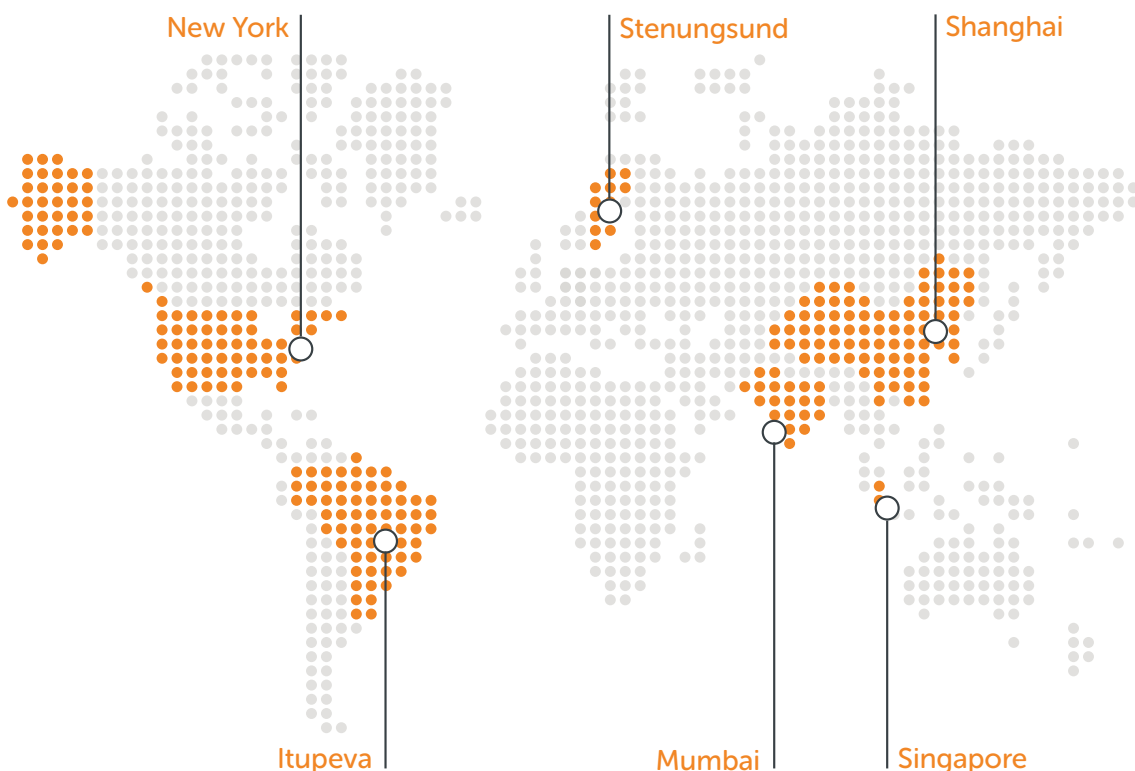 New York
Stenungsund
Shanghai
Itupeva
Mumbai
Singapore